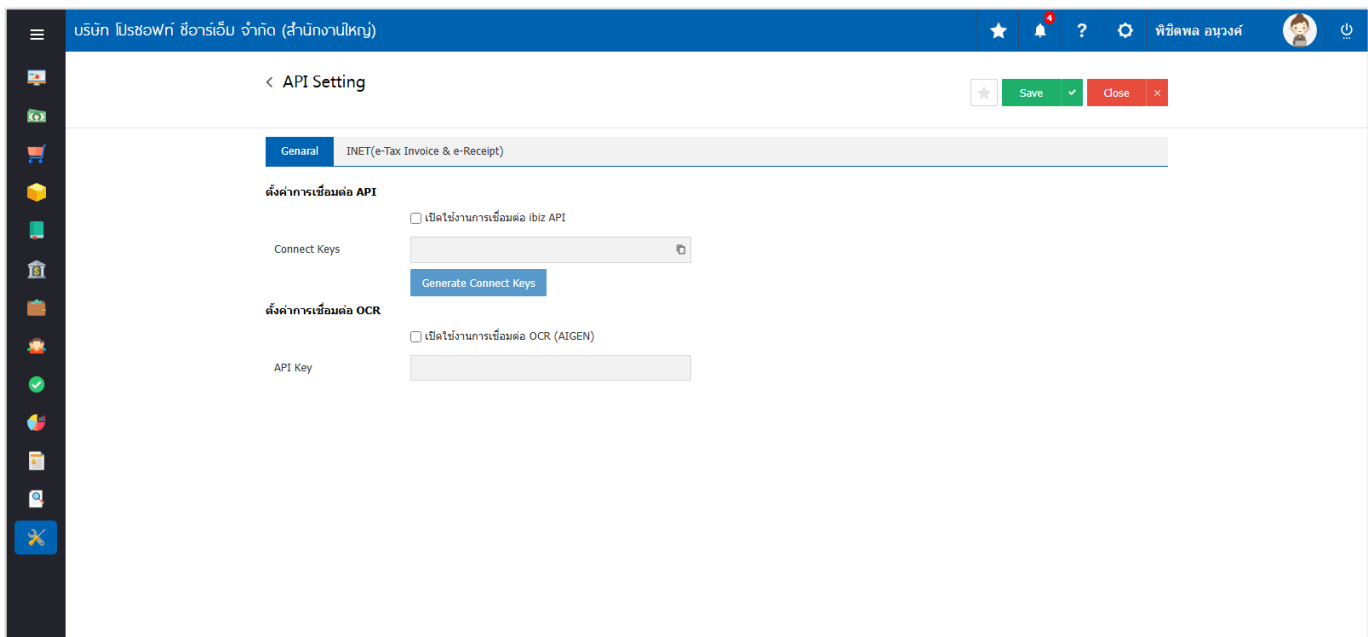 บริษัท โปรซอฟท์ ซีอาร์เอ็ม จำกัด (สำนักงานใหญ่)
4
?
พิชิตพล อนุวงค์
< API Setting
Save
Close ×
Genaral
INET(e-Tax Invoice & e-Receipt)
ตั้งค่าการเชื่อมต่อ API
เปิดใช้งานการเชื่อมต่อ ibiz API
Connect Keys
Generate Connect Keys
ตั้งค่าการเชื่อมต่อ OCR
เปิดใช้งานการเชื่อมต่อ OCR (AIGEN)
API Key